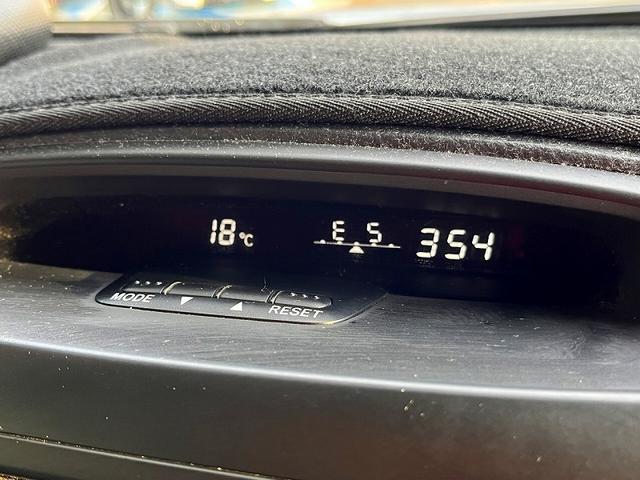 18°C E S 354
MODE ▼ ▲ RESET